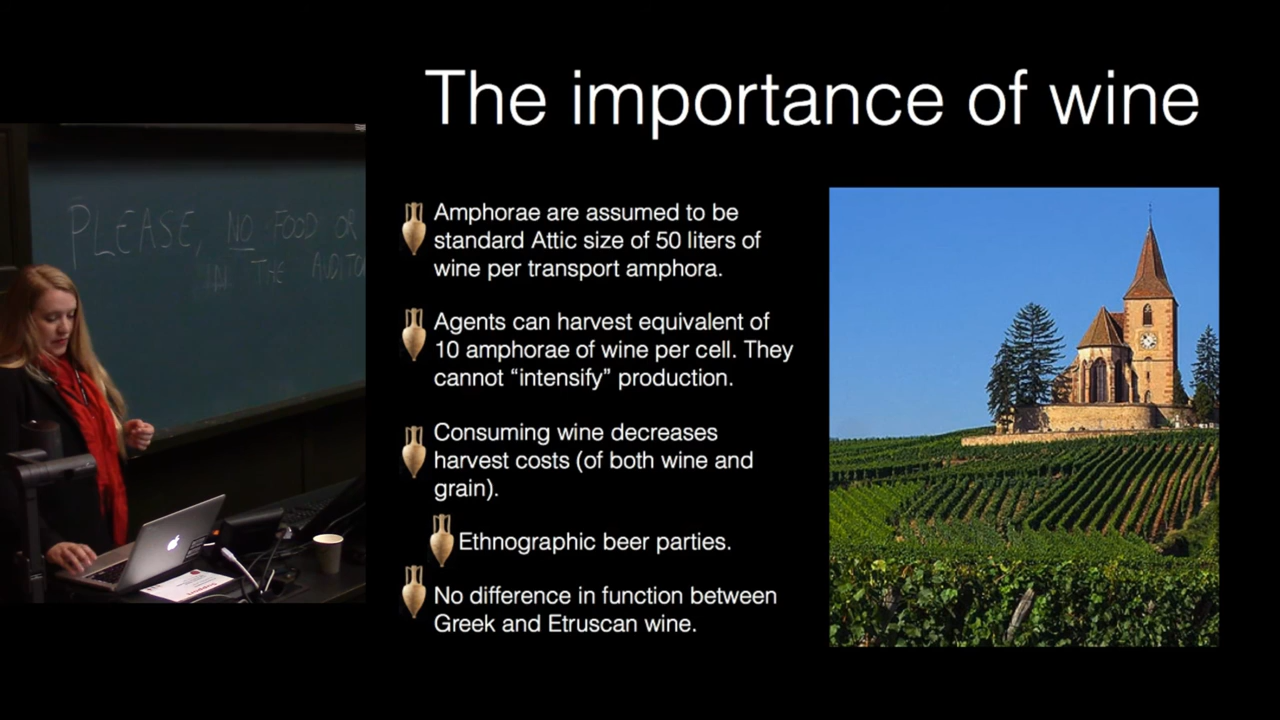 The importance of wine
Amphorae are assumed to be
standard Attic size of 50 liters of
wine per transport amphora.
Agents can harvest equivalent of
10 amphorae of wine per cell. They
cannot “intensify” production.
Consuming wine decreases
harvest costs (of both wine and
grain).
Ethnographic beer parties.
No difference in function between
Greek and Etruscan wine.
PLEASE, NO FOOD OR
IN THE AUDITO